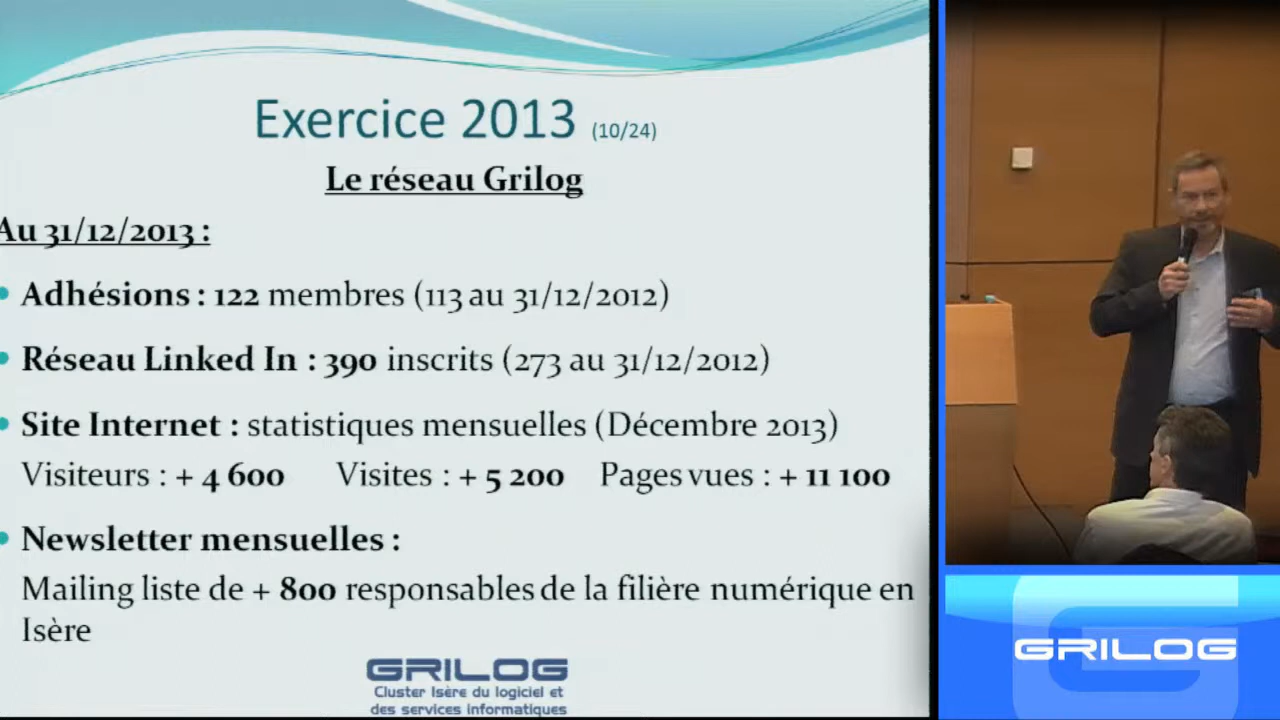 Exercice 2013 (10/24)
Le réseau Grilog
Au 31/12/2013 :
• Adhésions : 122 membres (113 au 31/12/2012)
• Réseau Linked In : 390 inscrits (273 au 31/12/2012)
• Site Internet : statistiques mensuelles (Décembre 2013)
Visiteurs : + 4 600 Visites : + 5 200 Pages vues : + 11 100
• Newsletter mensuelles :
Mailing liste de + 800 responsables de la filière numérique en
Isère
GRILOG
Cluster Isère du logiciel et
des services informatiques
GRILOG